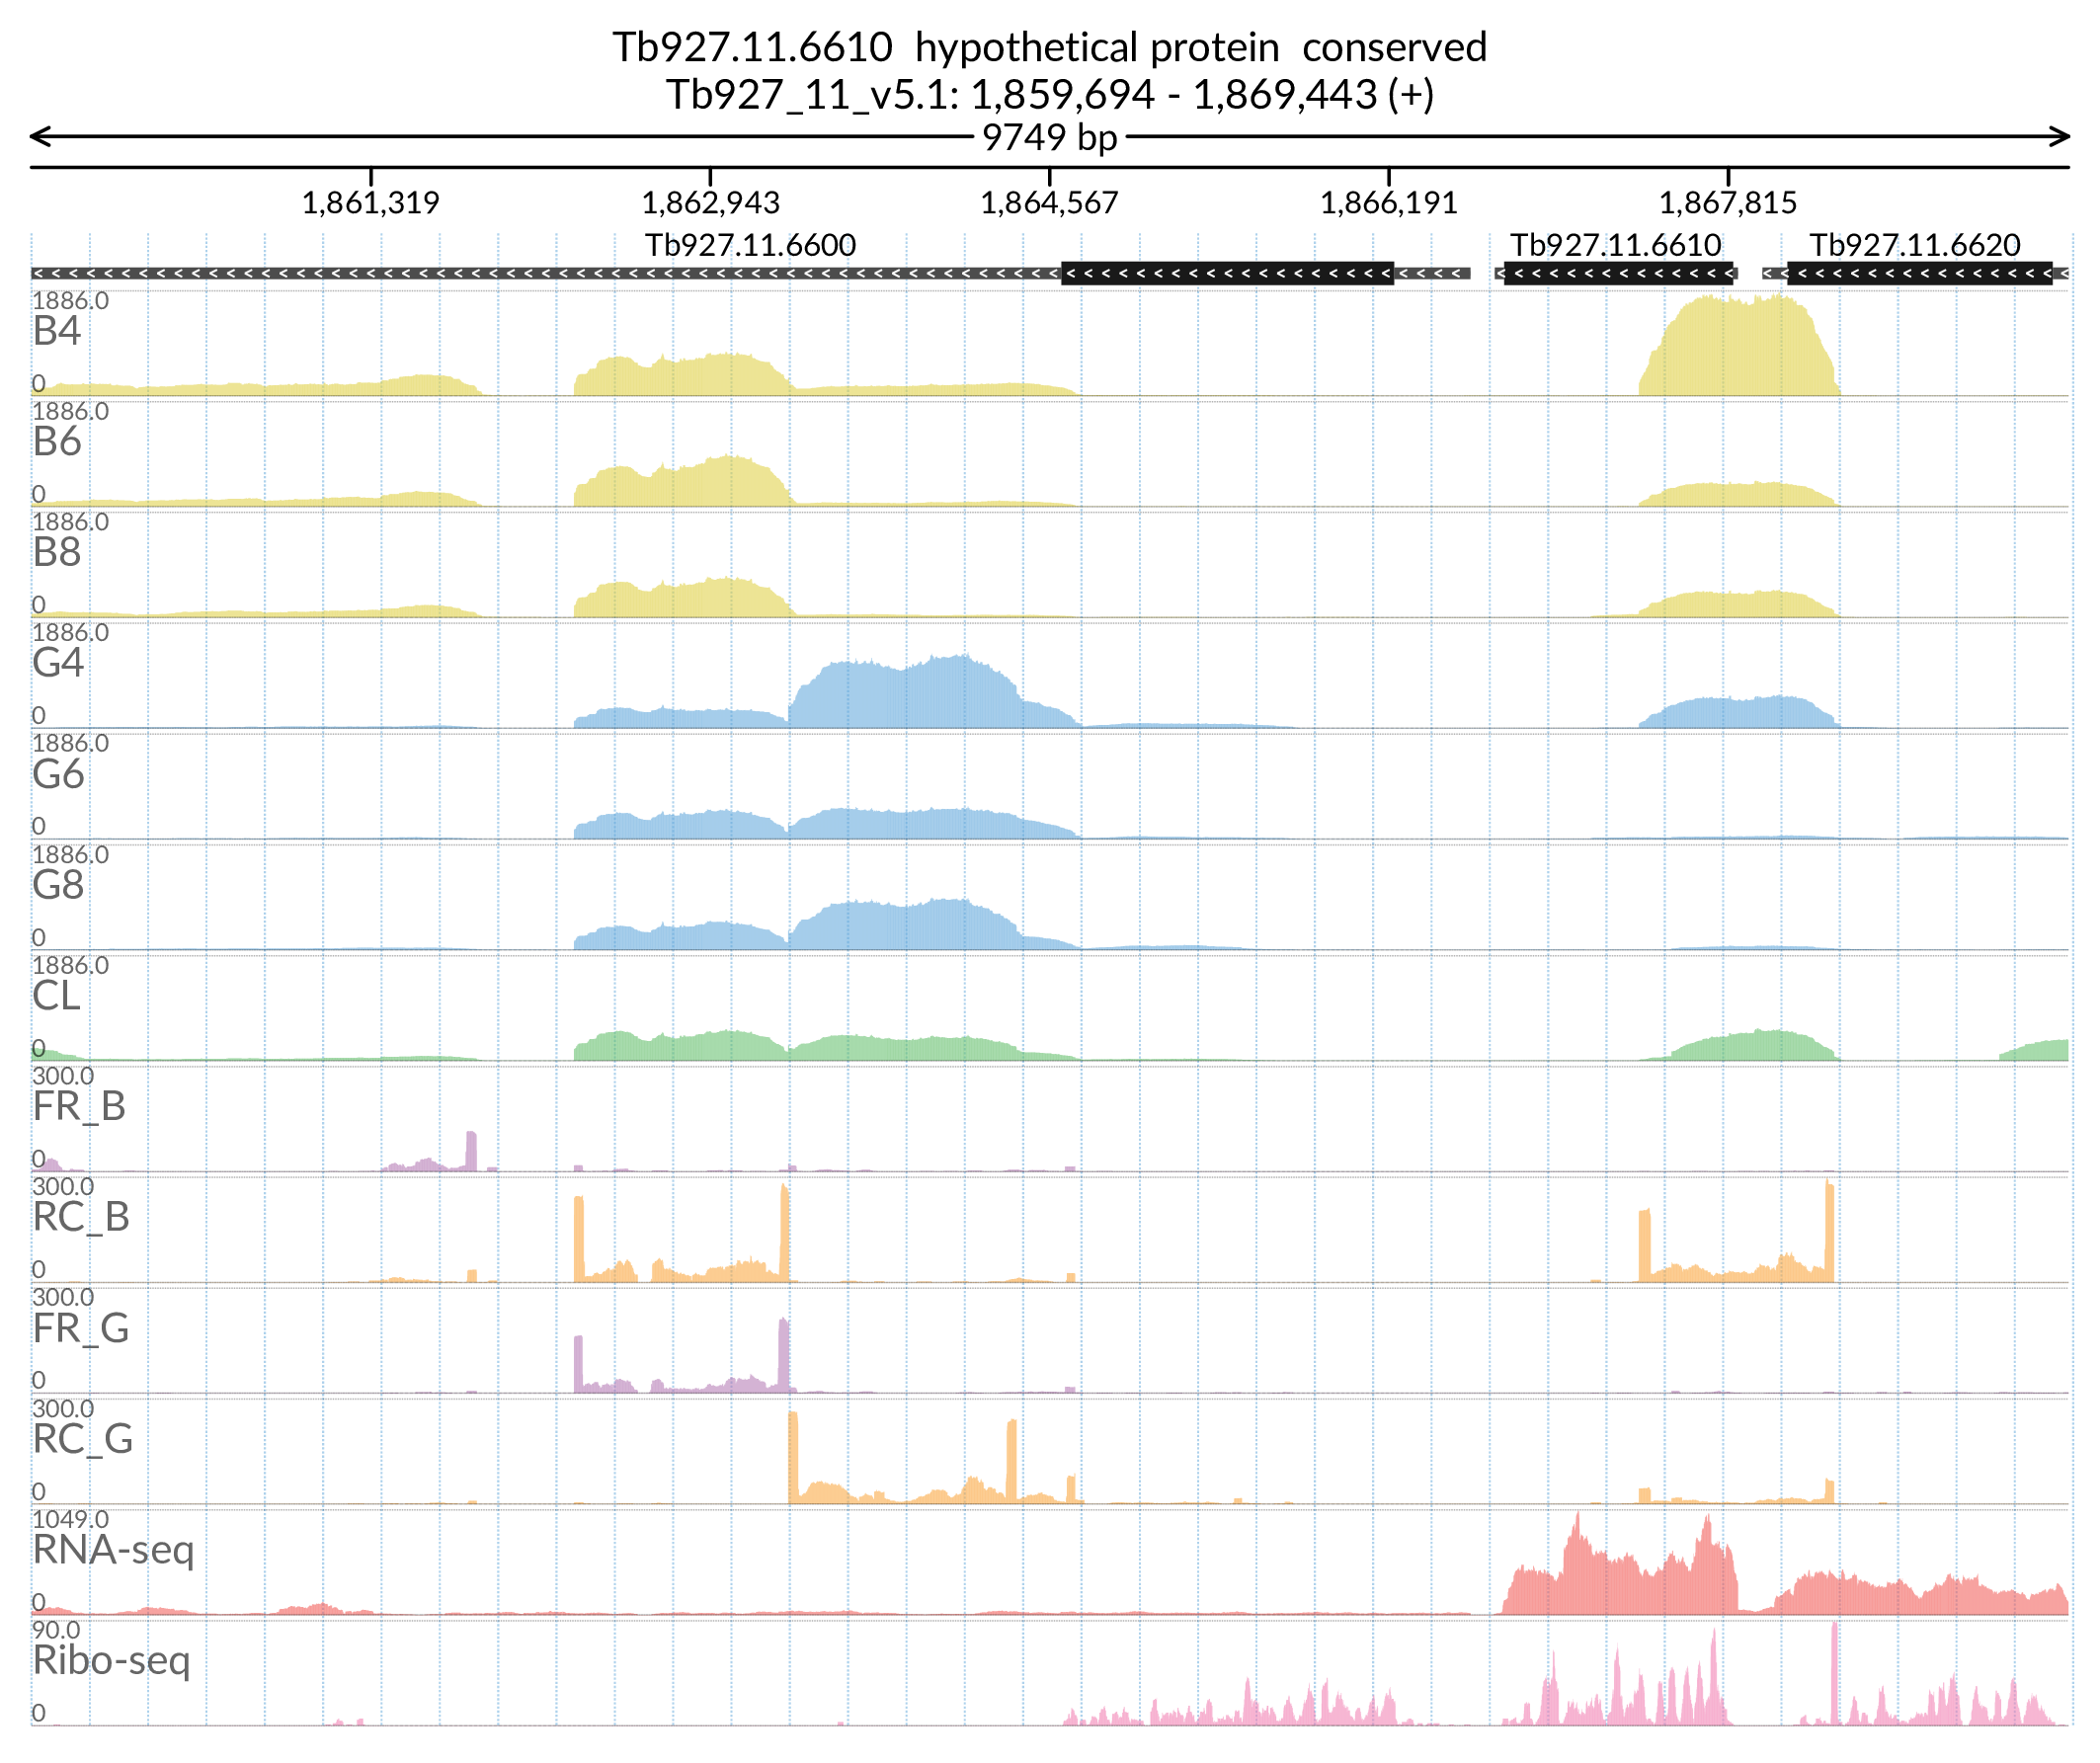 Tb927.11.6610  hypothetical protein  conserved
Tb927_11_v5.1: 1,859,694 - 1,869,443 (+)
9749 bp
1,861,319 1,862,943 1,864,567 1,866,191 1,867,815
Tb927.11.6600 Tb927.11.6610 Tb927.11.6620
1886.0
B4
0
1886.0
B6
0
1886.0
B8
0
1886.0
G4
0
1886.0
G6
0
1886.0
G8
0
1886.0
CL
0
300.0
FR_B
0
300.0
RC_B
0
300.0
FR_G
0
300.0
RC_G
0
1049.0
RNA-seq
0
90.0
Ribo-seq
0